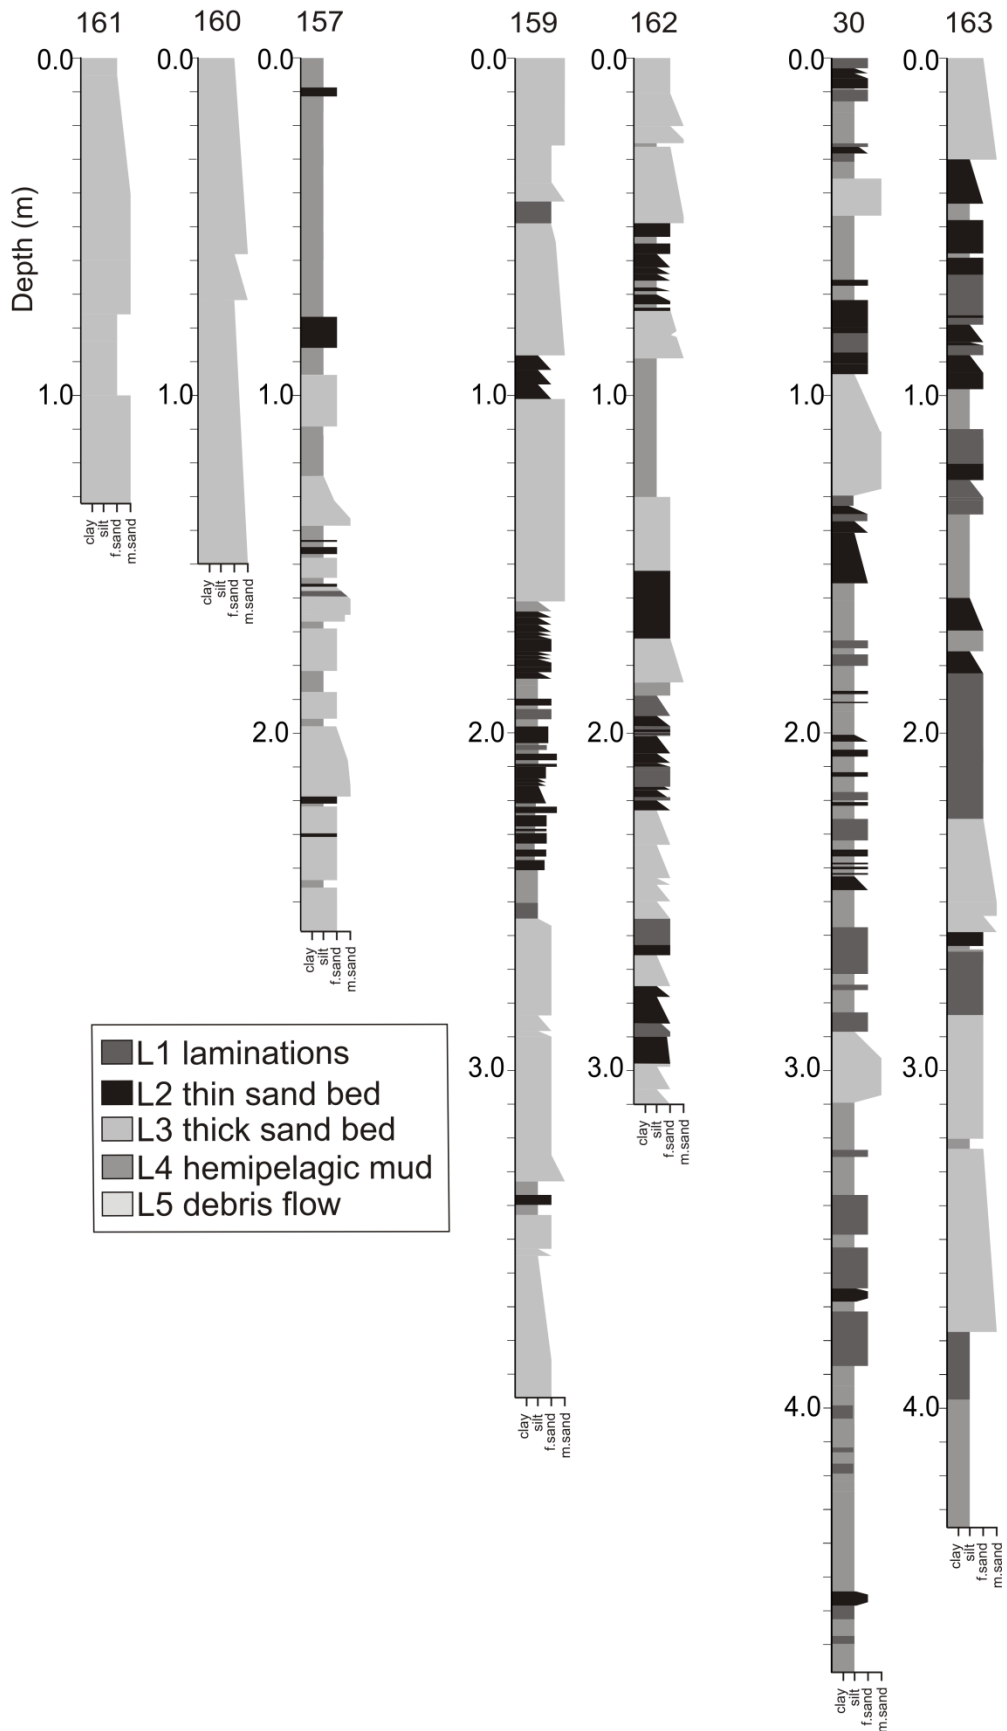 161 160 157 159 162 30 163
0.0 0.0 0.0 0.0 0.0 0.0 0.0
Depth (m)
1.0 1.0 1.0 1.0 1.0 1.0
clay silt f.sand m.sand
clay silt f.sand m.sand
2.0 2.0 2.0 2.0 2.0
clay silt f.sand m.sand
L1 laminations
L2 thin sand bed
L3 thick sand bed
L4 hemipelagic mud
L5 debris flow
3.0 3.0 3.0 3.0
clay silt f.sand m.sand
clay silt f.sand m.sand
4.0 4.0
clay silt f.sand m.sand
clay silt f.sand m.sand